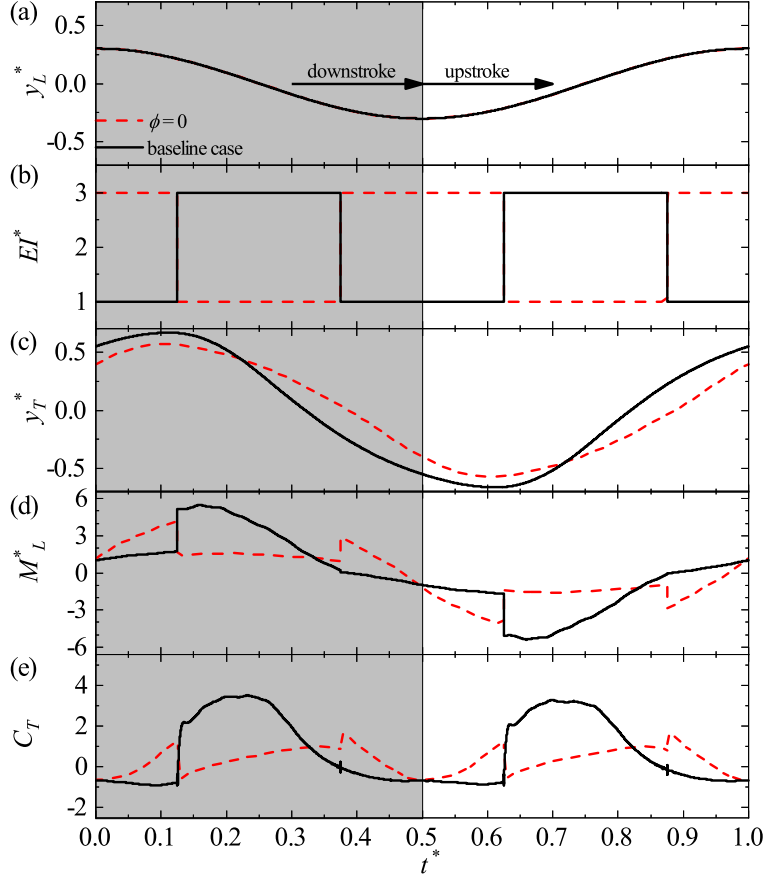 (a)
0.5
0.0
-0.5
y_L^*
downstroke
upstroke
ϕ = 0
baseline case
(b)
3
2
1
EI^*
(c)
0.5
0.0
-0.5
y_T^*
(d)
6
3
0
-3
-6
M_L^*
(e)
4
2
0
-2
C_T
0.0 0.1 0.2 0.3 0.4 0.5 0.6 0.7 0.8 0.9 1.0
t^*